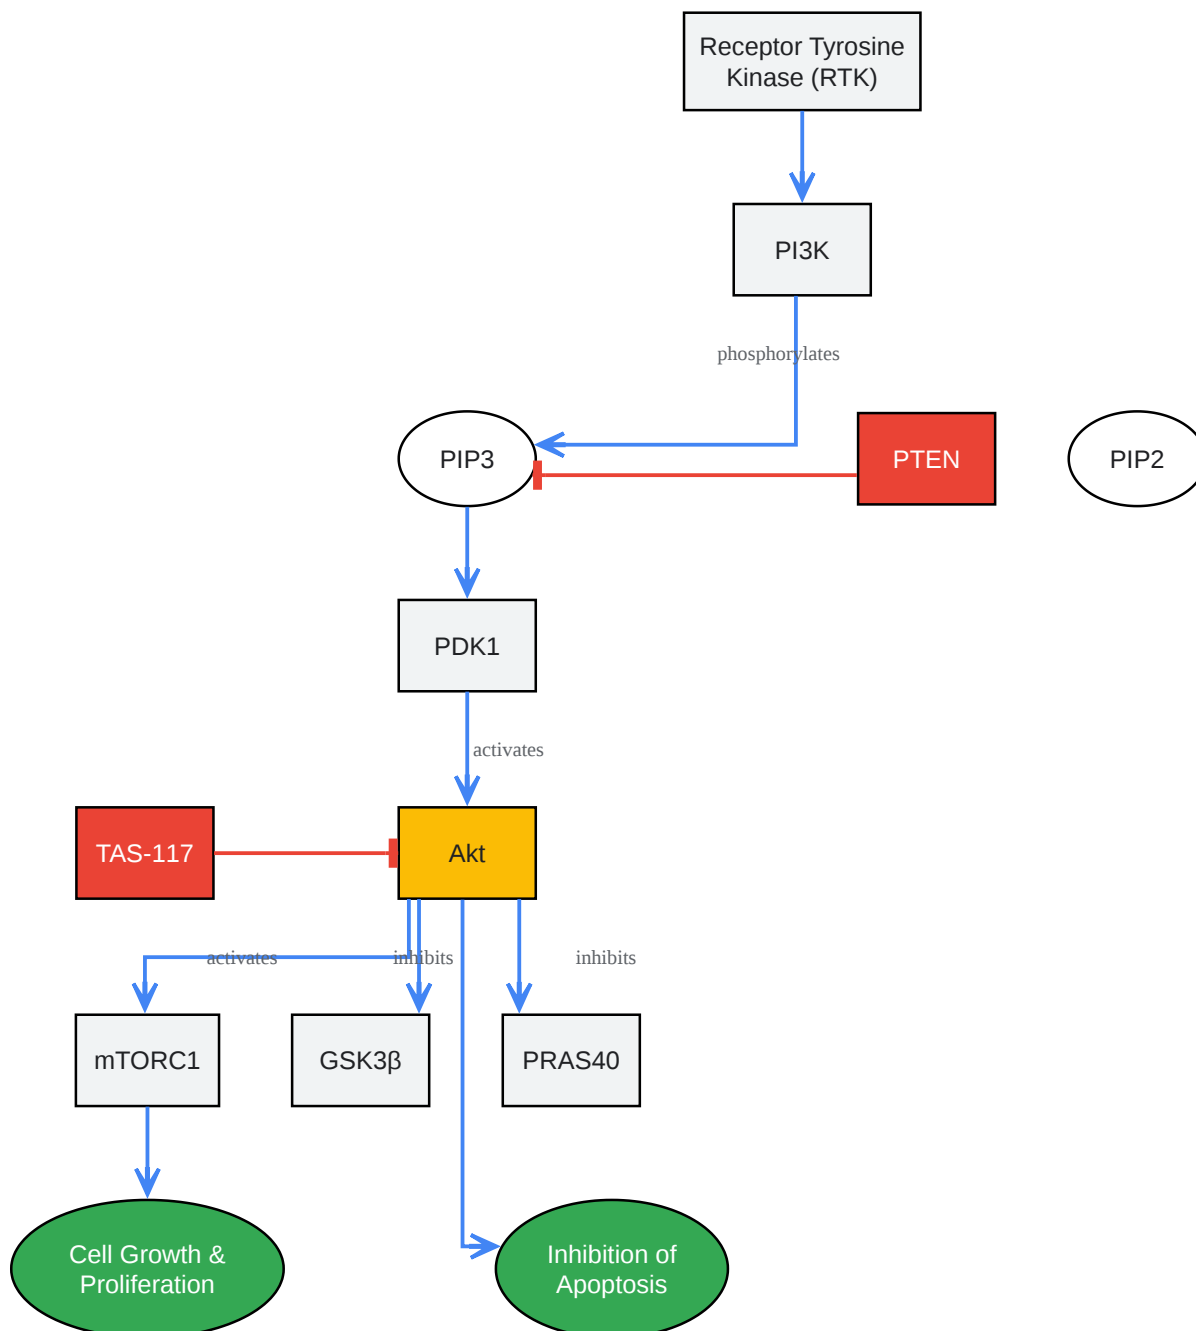 Receptor Tyrosine
Kinase (RTK)
PI3K
phosphorylates
PIP3
PTEN
PIP2
PDK1
activates
TAS-117
Akt
activates
inhibits
inhibits
mTORC1
GSK3β
PRAS40
Cell Growth &
Proliferation
Inhibition of
Apoptosis